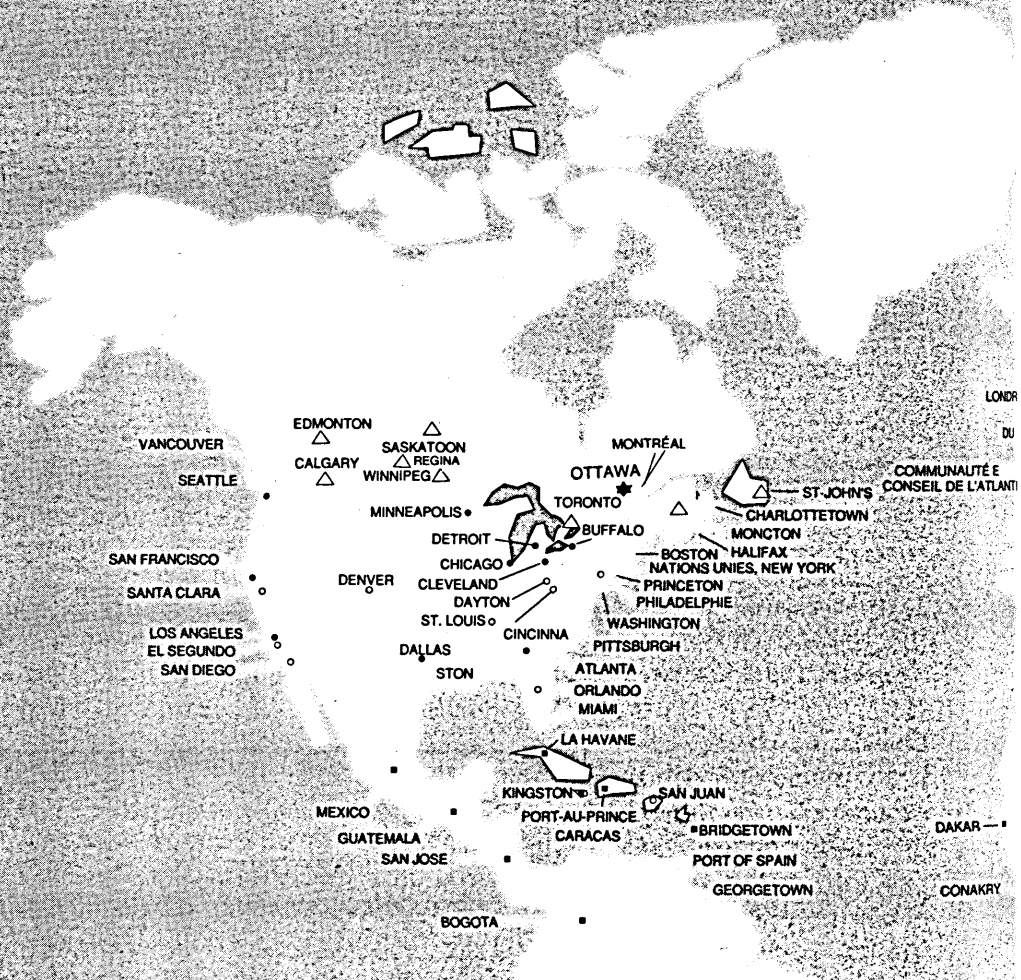 LONDR
DU
EDMONTON
VANCOUVER
SASKATOON
MONTRÉAL
CALGARY
REGINA
WINNIPEG
OTTAWA
COMMUNAUTÉ E
CONSEIL DE L'ATLANTI
SEATTLE
TORONTO
ST-JOHN'S
MINNEAPOLIS
CHARLOTTETOWN
BUFFALO
MONCTON
DETROIT
HALIFAX
BOSTON
SAN FRANCISCO
CHICAGO
NATIONS UNIES, NEW YORK
DENVER
CLEVELAND
PRINCETON
SANTA CLARA
DAYTON
PHILADELPHIE
ST. LOUIS
WASHINGTON
LOS ANGELES
CINCINNA
EL SEGUNDO
DALLAS
PITTSBURGH
SAN DIEGO
STON
ATLANTA
ORLANDO
MIAMI
LA HAVANE
KINGSTON
SAN JUAN
MEXICO
PORT-AU-PRINCE
GUATEMALA
CARACAS
BRIDGETOWN
DAKAR
SAN JOSE
PORT OF SPAIN
GEORGETOWN
CONAKRY
BOGOTA